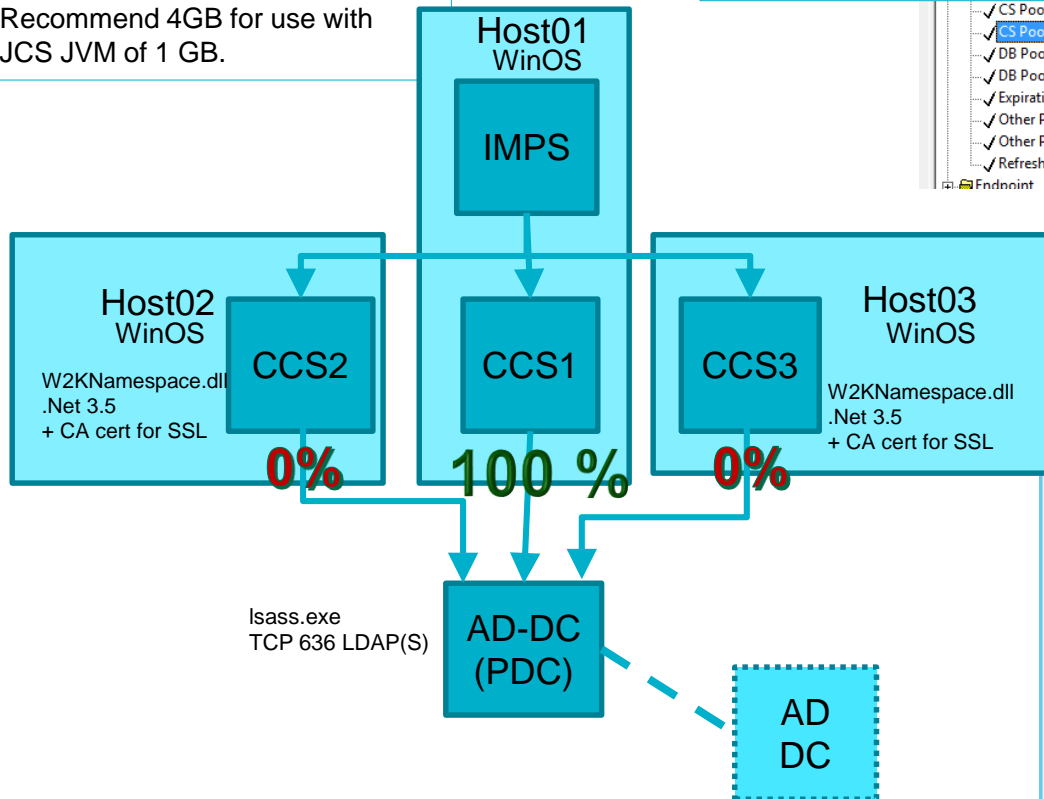 Recommend 4GB for use with
JCS JVM of 1 GB.
CS Poo
CS Poo
DB Poo
DB Poo
Expirati
Other P
Other P
Refresh
Endpoint
Host01
WinOS
IMPS
Host02
WinOS
W2KNamespace.dll
.Net 3.5
+ CA cert for SSL
CCS2
CCS1
CCS3
Host03
WinOS
W2KNamespace.dll
.Net 3.5
+ CA cert for SSL
0%
100 %
0%
lsass.exe
TCP 636 LDAP(S)
AD-DC
(PDC)
AD
DC